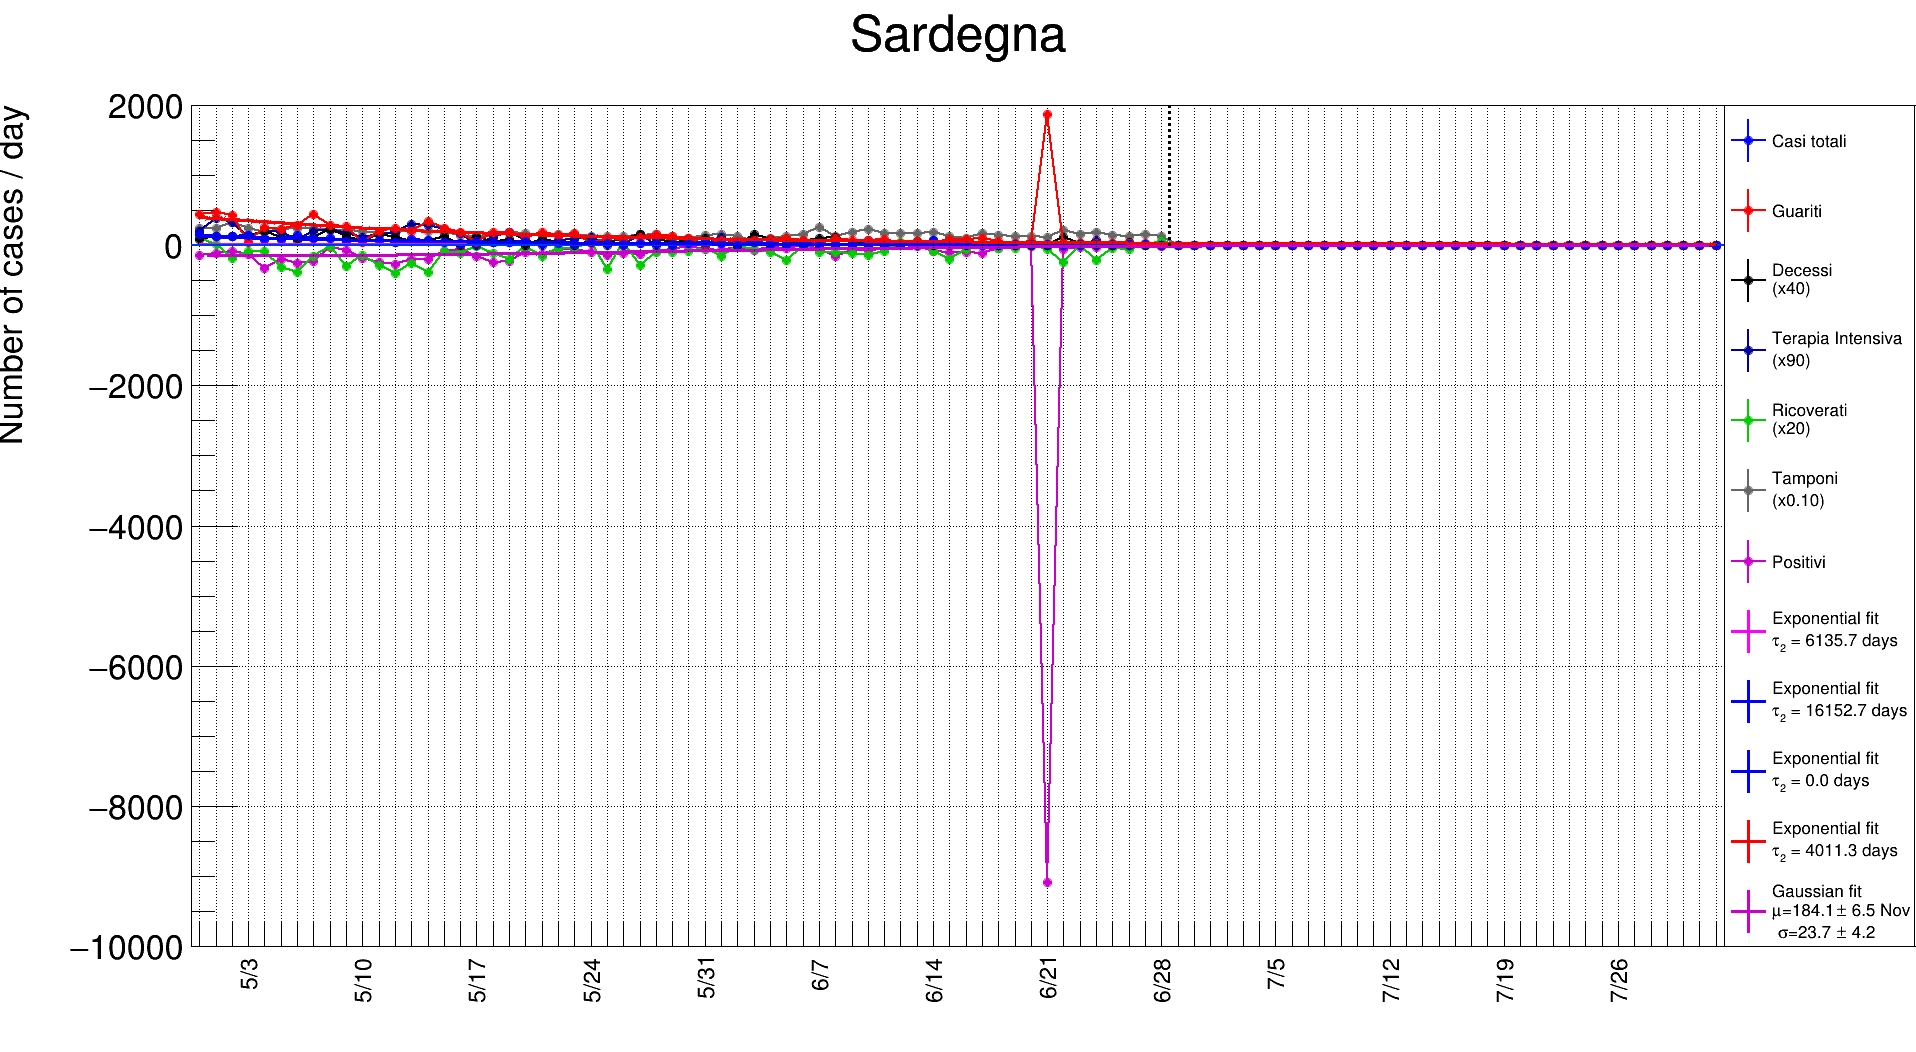 Sardegna
Number of cases / day
2000
0
−2000
−4000
−6000
−8000
−10000
5/3
5/10
5/17
5/24
5/31
6/7
6/14
6/21
6/28
7/5
7/12
7/19
7/26
Casi totali
Guariti
Decessi
(x40)
Terapia Intensiva
(x90)
Ricoverati
(x20)
Tamponi
(x0.10)
Positivi
Exponential fit
τ₂ = 6135.7 days
Exponential fit
τ₂ = 16152.7 days
Exponential fit
τ₂ = 0.0 days
Exponential fit
τ₂ = 4011.3 days
Gaussian fit
μ=184.1 ± 6.5 Nov
σ=23.7 ± 4.2